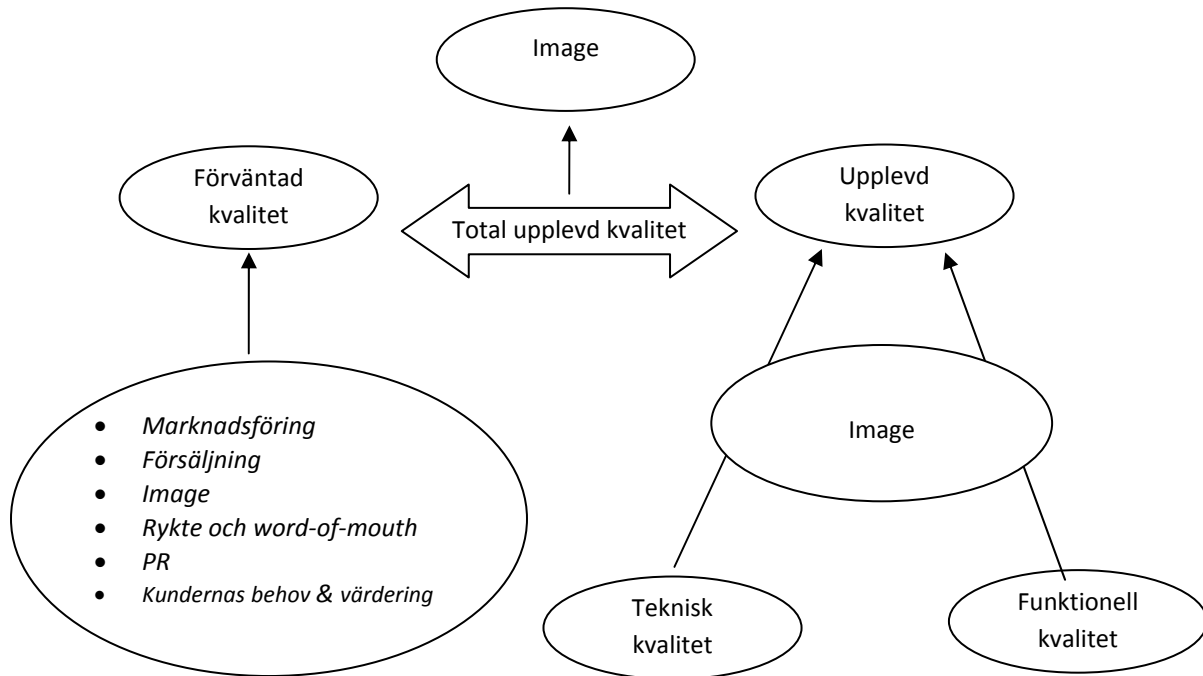 Image
Förväntad
kvalitet
Total upplevd kvalitet
Upplevd
kvalitet
• Marknadsföring
• Försäljning
• Image
• Rykte och word-of-mouth
• PR
• Kundernas behov & värdering
Image
Teknisk
kvalitet
Funktionell
kvalitet